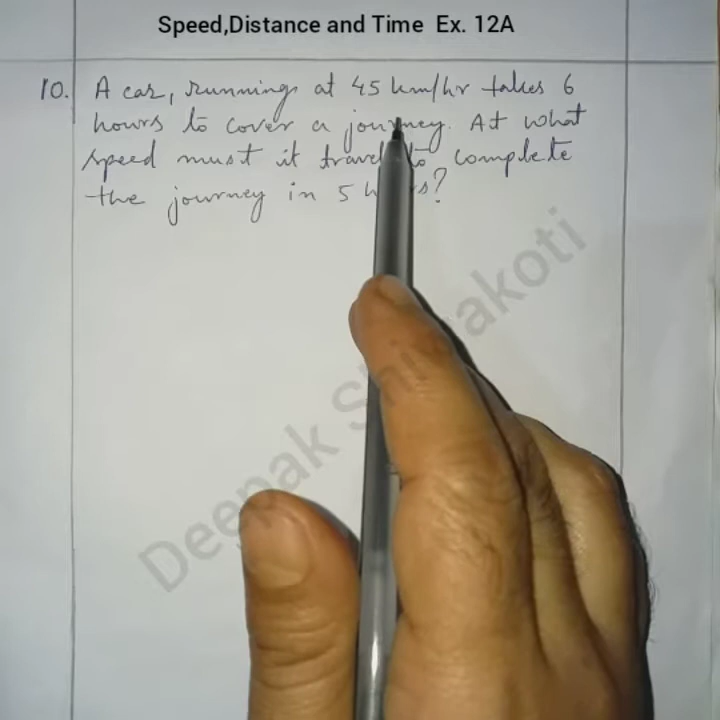 Speed,Distance and Time Ex. 12A
10. A car, running at 45 km/hr takes 6
hours to cover a journey. At what
speed must it travel to complete
the journey in 5 ?
Deepak